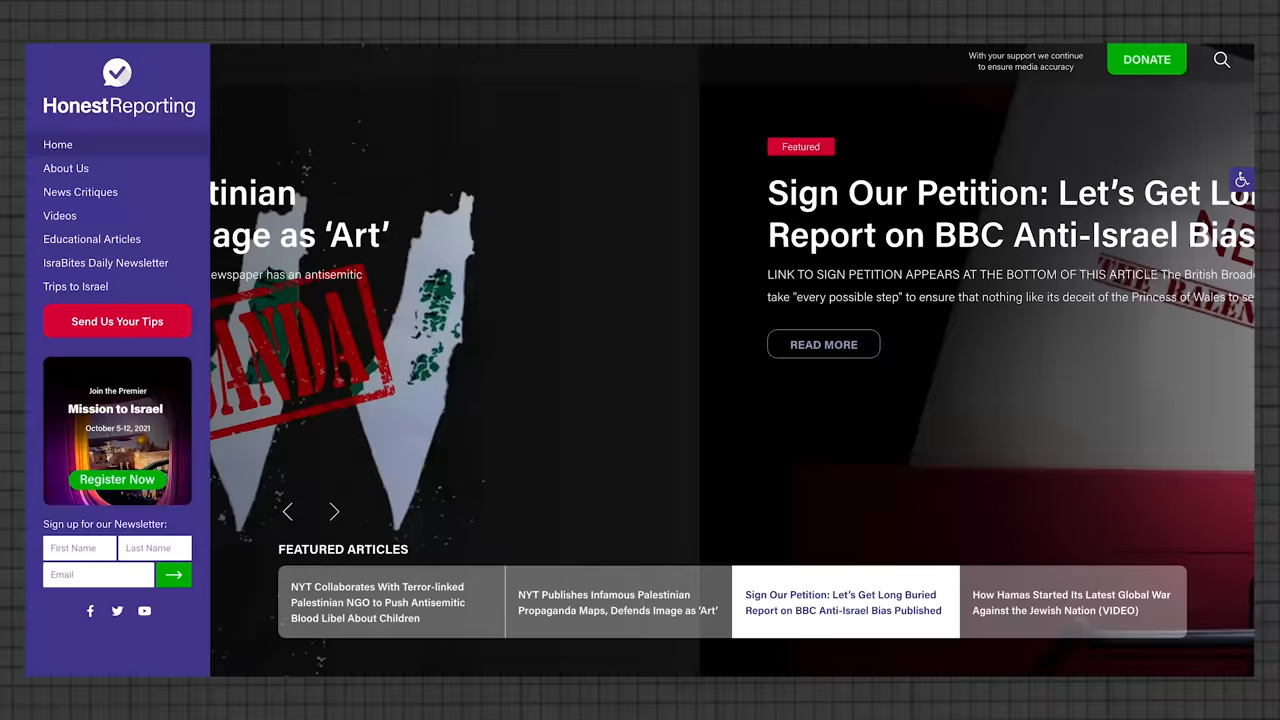 HonestReporting
Home
About Us
News Critiques
Videos
Educational Articles
IsraBites Daily Newsletter
Trips to Israel
Send Us Your Tips
Join the Premier
Mission to Israel
October 5-12, 2021
Register Now
Sign up for our Newsletter:
First Name Last Name
Email
With your support we continue
to ensure media accuracy
DONATE
tinian
age as ‘Art’
ewspaper has an antisemitic
ANDA
Featured
Sign Our Petition: Let’s Get Lo
Report on BBC Anti-Israel Bias
LINK TO SIGN PETITION APPEARS AT THE BOTTOM OF THIS ARTICLE The British Broad
take "every possible step" to ensure that nothing like its deceit of the Princess of Wales to se
READ MORE
FEATURED ARTICLES
NYT Collaborates With Terror-linked
Palestinian NGO to Push Antisemitic
Blood Libel About Children
NYT Publishes Infamous Palestinian
Propaganda Maps, Defends Image as ‘Art’
Sign Our Petition: Let’s Get Long Buried
Report on BBC Anti-Israel Bias Published
How Hamas Started Its Latest Global War
Against the Jewish Nation (VIDEO)